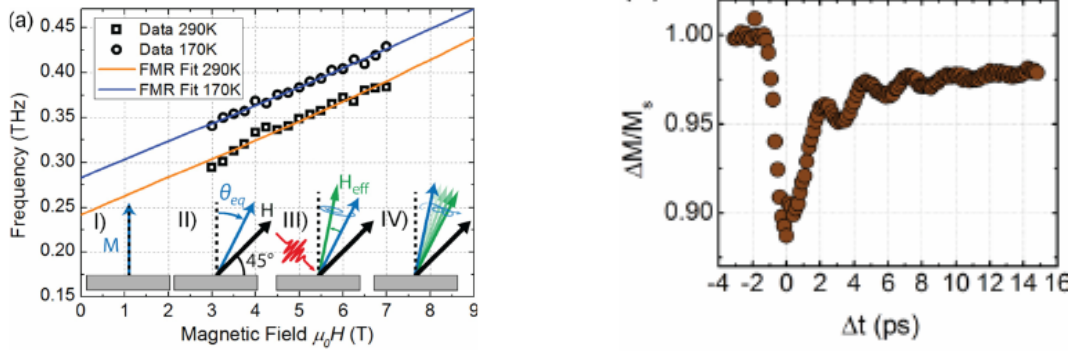 (a)
0.45
0.40
0.35
0.30
0.25
0.20
0.15
Frequency (THz)
Data 290K
Data 170K
FMR Fit 290K
FMR Fit 170K
I)
M
II)
θeq
H
45°
III)
Heff
IV)
0 1 2 3 4 5 6 7 8 9
Magnetic Field μ0H (T)
1.00
0.95
0.90
ΔM/Ms
-4 -2 0 2 4 6 8 10 12 14 16
Δt (ps)